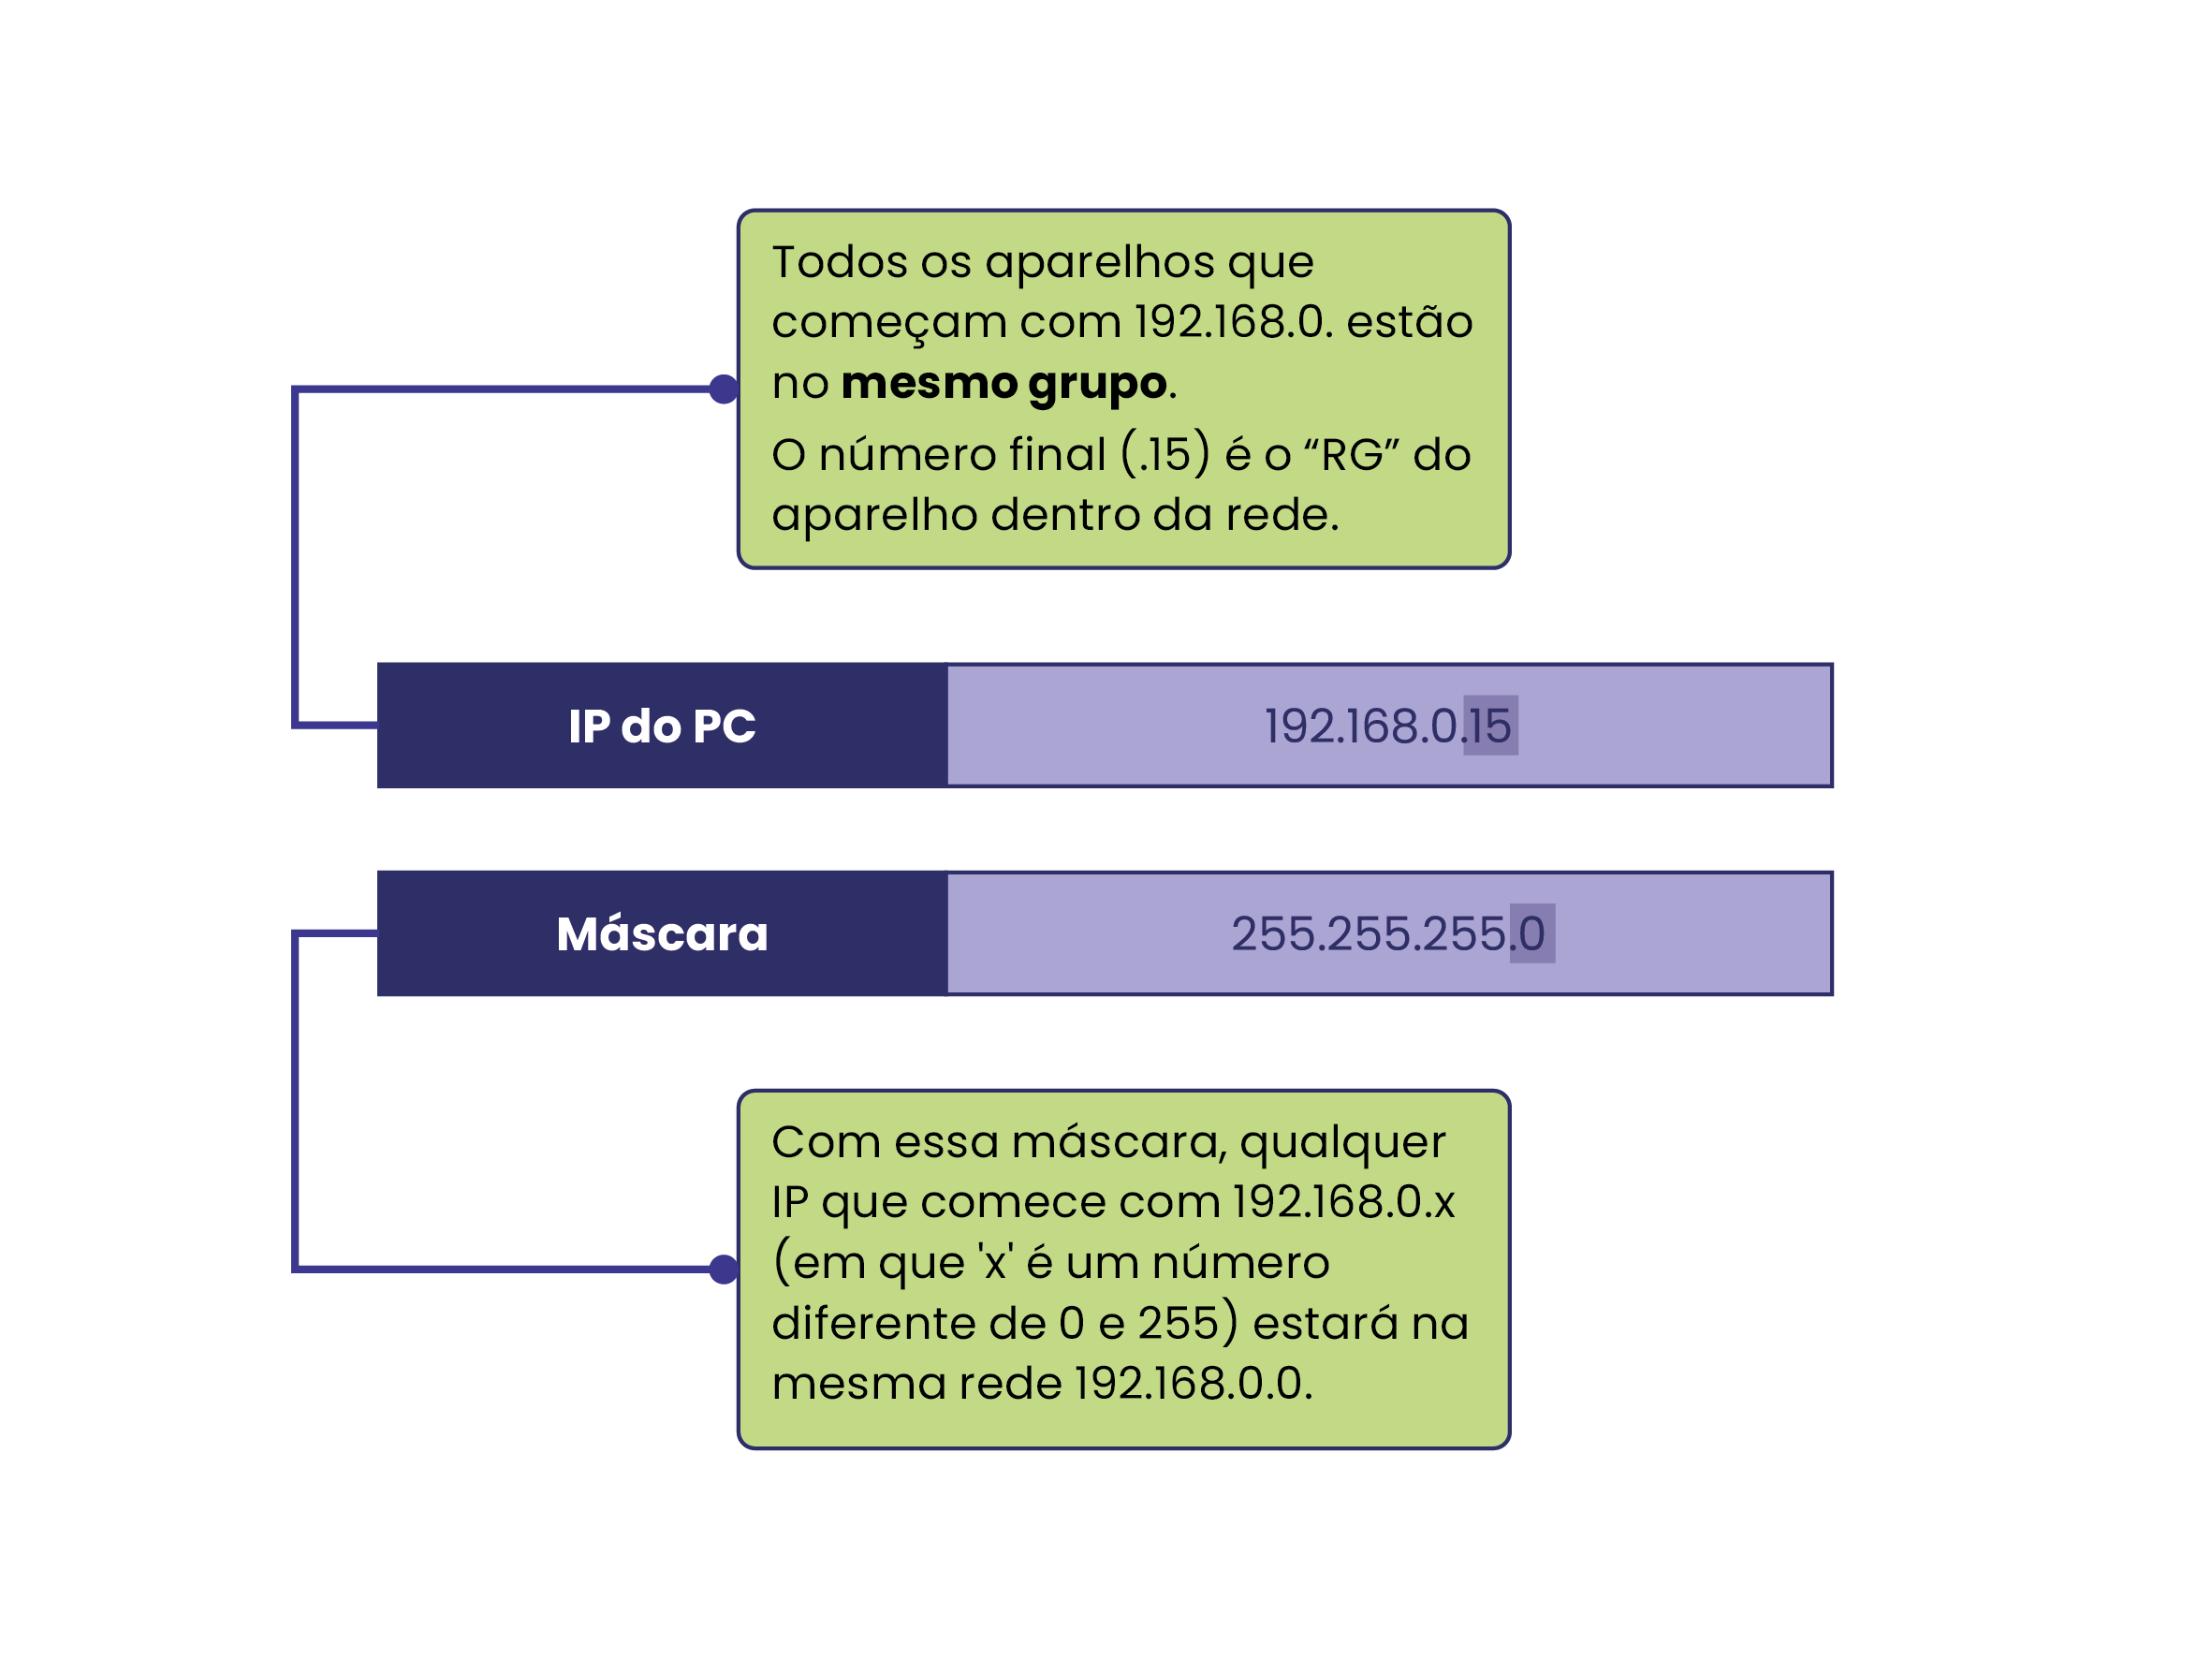 Todos os aparelhos que
começam com 192.168.0. estão
no mesmo grupo.
O número final (.15) é o “RG” do
aparelho dentro da rede.
IP do PC
192.168.0.15
Máscara
255.255.255.0
Com essa máscara, qualquer
IP que comece com 192.168.0.x
(em que 'x' é um número
diferente de 0 e 255) estará na
mesma rede 192.168.0.0.